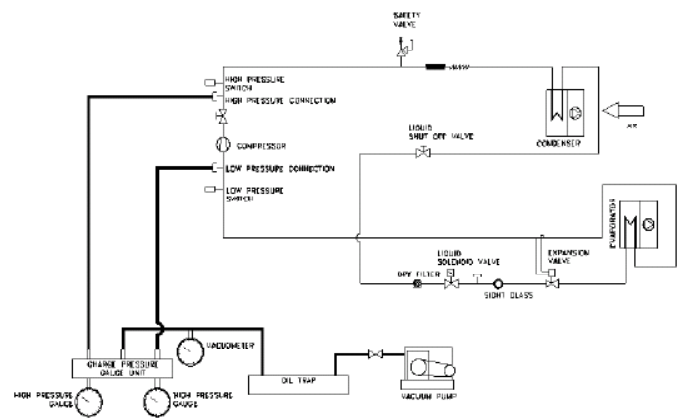 SAFETY
VALVE
HIGH PRESSURE
SWITCH
HIGH PRESSURE CONNECTION
COMPRESSOR
LOW PRESSURE CONNECTION
LOW PRESSURE
SWITCH
LIQUID
SHUT OFF VALVE
CONDENSER
AIR
EVAPORATOR
LIQUID
SOLENOID VALVE
EXPANSION
VALVE
DRY FILTER
SIGHT GLASS
VACUOMETER
CHARGE PRESSURE
GAUGE UNIT
OIL TRAP
VACUUM PUMP
HIGH PRESSURE
GAUGE
HIGH PRESSURE
GAUGE